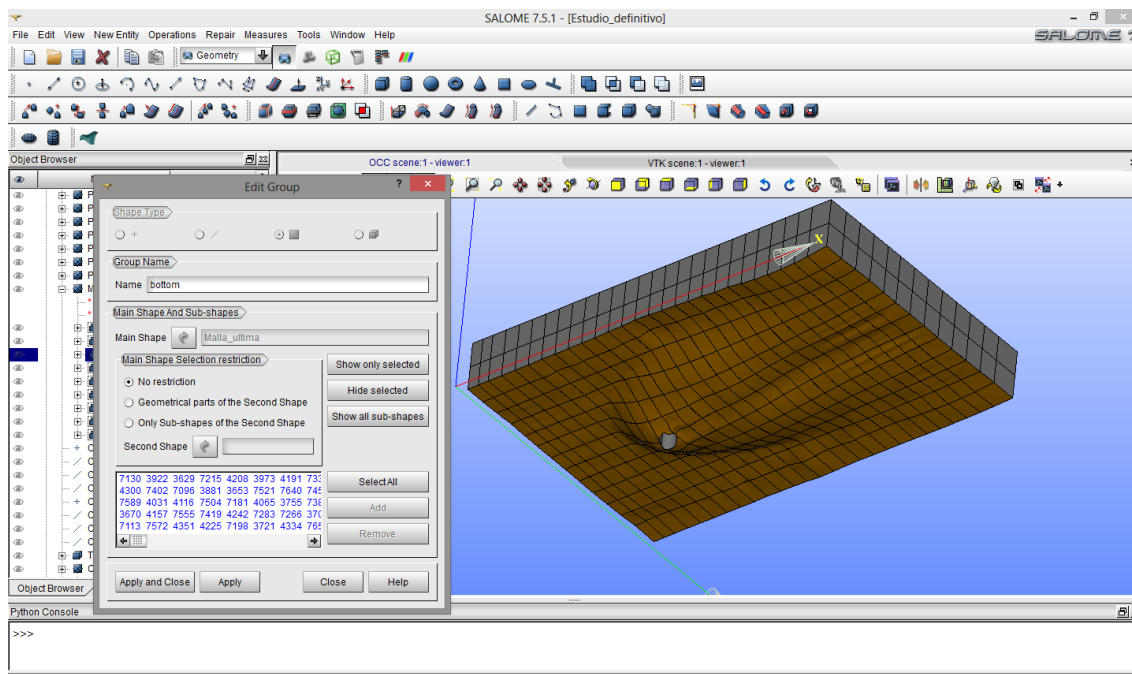 SALOME 7.5.1 - [Estudio_definitivo]
File Edit View New Entity Operations Repair Measures Tools Window Help
SALOME
Geometry
Object Browser
OCC scene:1 - viewer:1
VTK scene:1 - viewer:1
Edit Group
?
Shape Type
Group Name
Name bottom
Main Shape And Sub-shapes
Main Shape Malla_ultima
Main Shape Selection restriction
Show only selected
No restriction
Hide selected
Geometrical parts of the Second Shape
Show all sub-shapes
Only Sub-shapes of the Second Shape
Second Shape
7130 3922 3629 7215 4208 3973 4191
4300 7402 7096 3881 3653 7521 7640
7589 4031 4116 7504 7181 4065 3755
3670 4157 7555 7419 4242 7283 7266
7113 7572 4351 4225 7198 3721 4334
Select All
Add
Remove
Apply and Close
Apply
Close
Help
X
Object Browser
Python Console
>>>